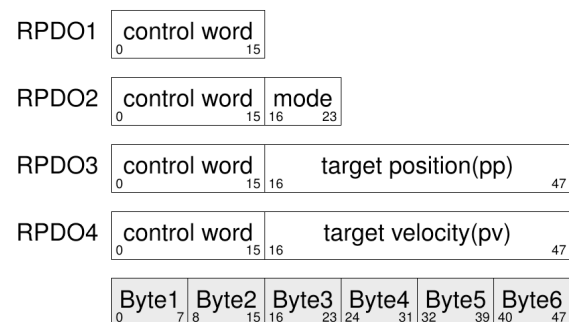 RPDO1 control word
0 15
RPDO2 control word mode
0 15 16 23
RPDO3 control word target position(pp)
0 15 16 47
RPDO4 control word target velocity(pv)
0 15 16 47
Byte1 Byte2 Byte3 Byte4 Byte5 Byte6
0 7 8 15 16 23 24 31 32 39 40 47